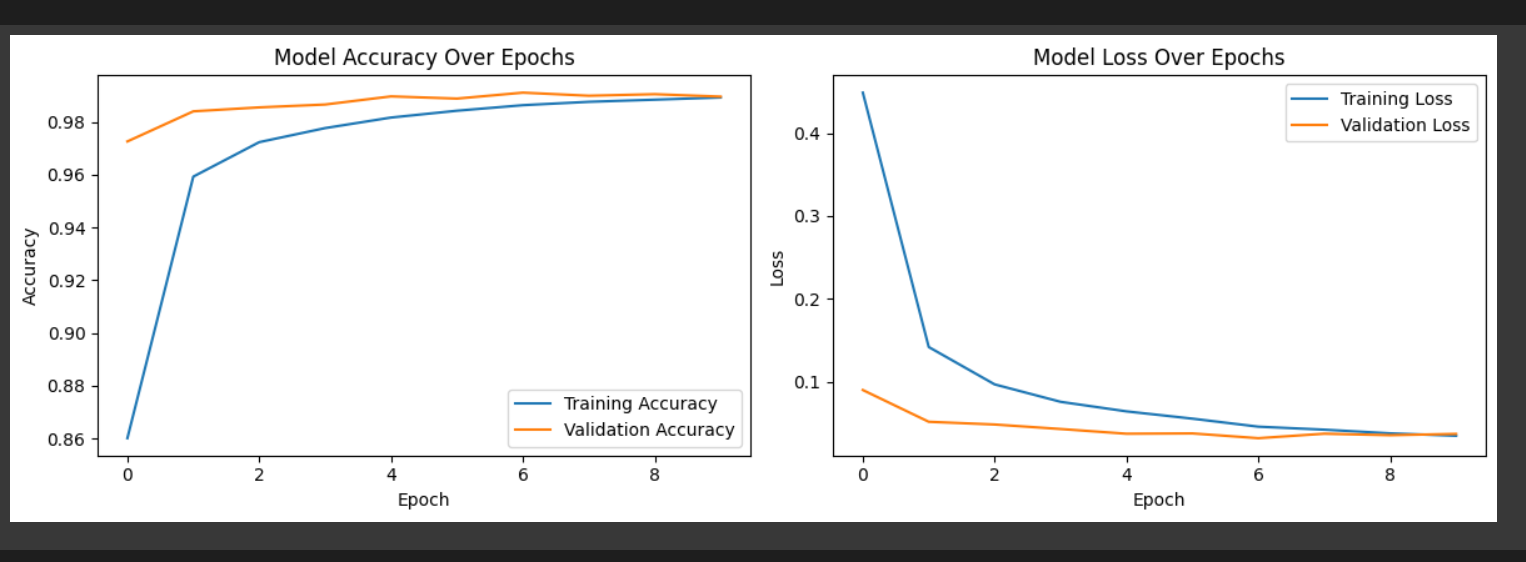 Model Accuracy Over Epochs
0.98
0.96
0.94
0.92
0.90
0.88
0.86
Accuracy
Training Accuracy
Validation Accuracy
0 2 4 6 8
Epoch
Model Loss Over Epochs
Training Loss
Validation Loss
0.4
0.3
0.2
0.1
Loss
0 2 4 6 8
Epoch